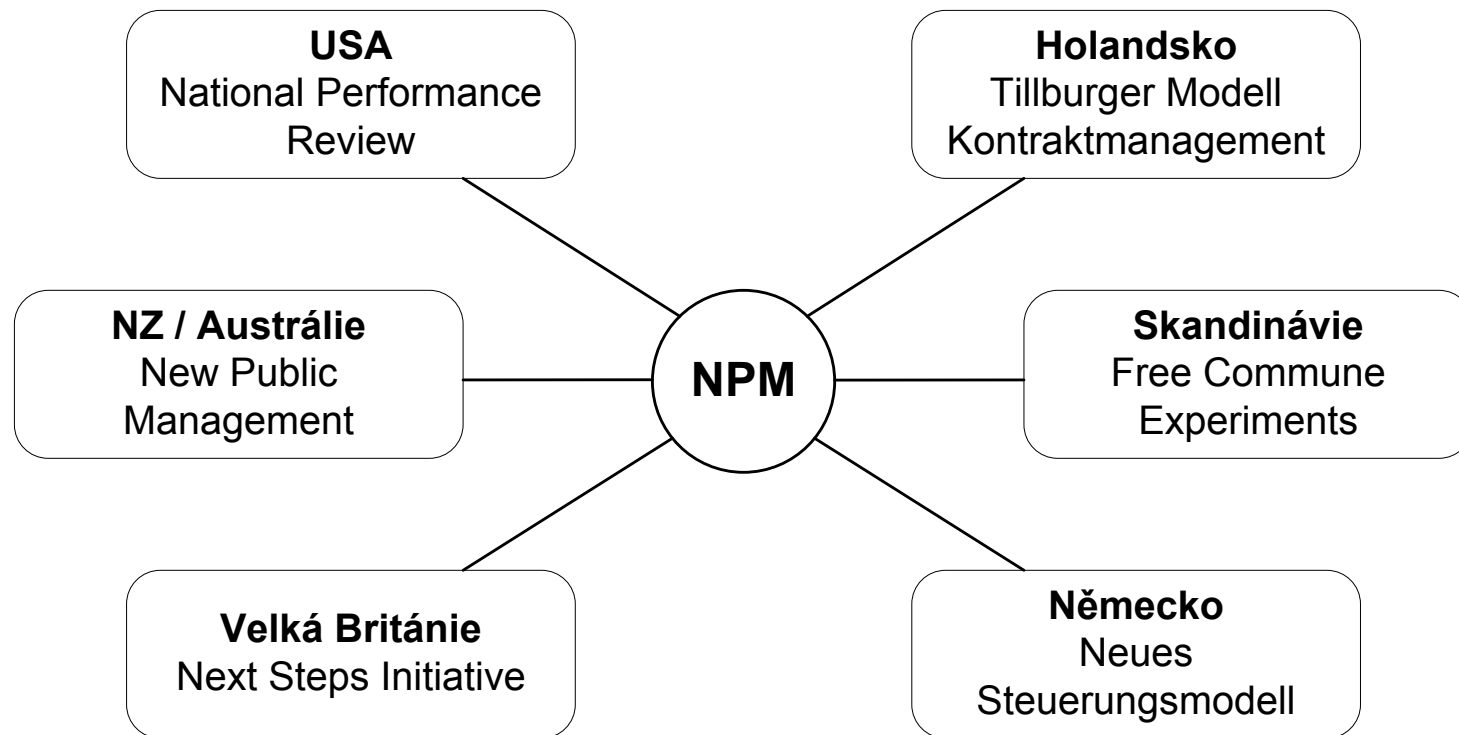 USA
National Performance
Review
Holandsko
Tillburger Modell
Kontraktmanagement
NZ / Austrálie
New Public
Management
NPM
Skandinávie
Free Commune
Experiments
Velká Británie
Next Steps Initiative
Německo
Neues
Steuerungsmodell